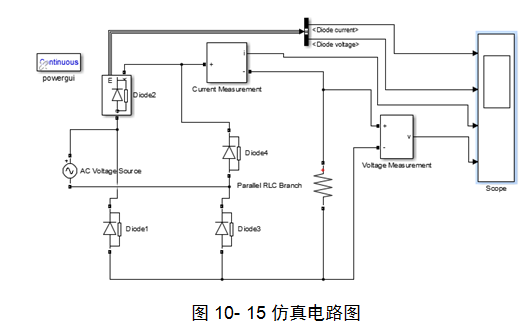 <Diode current>
<Diode voltage>
Continuous
powergui
E
Diode2
+
i
-
Current Measurement
Diode4
+
v
-
Voltage Measurement
Scope
+
AC Voltage Source
Parallel RLC Branch
+
Diode1
Diode3
图 10- 15 仿真电路图